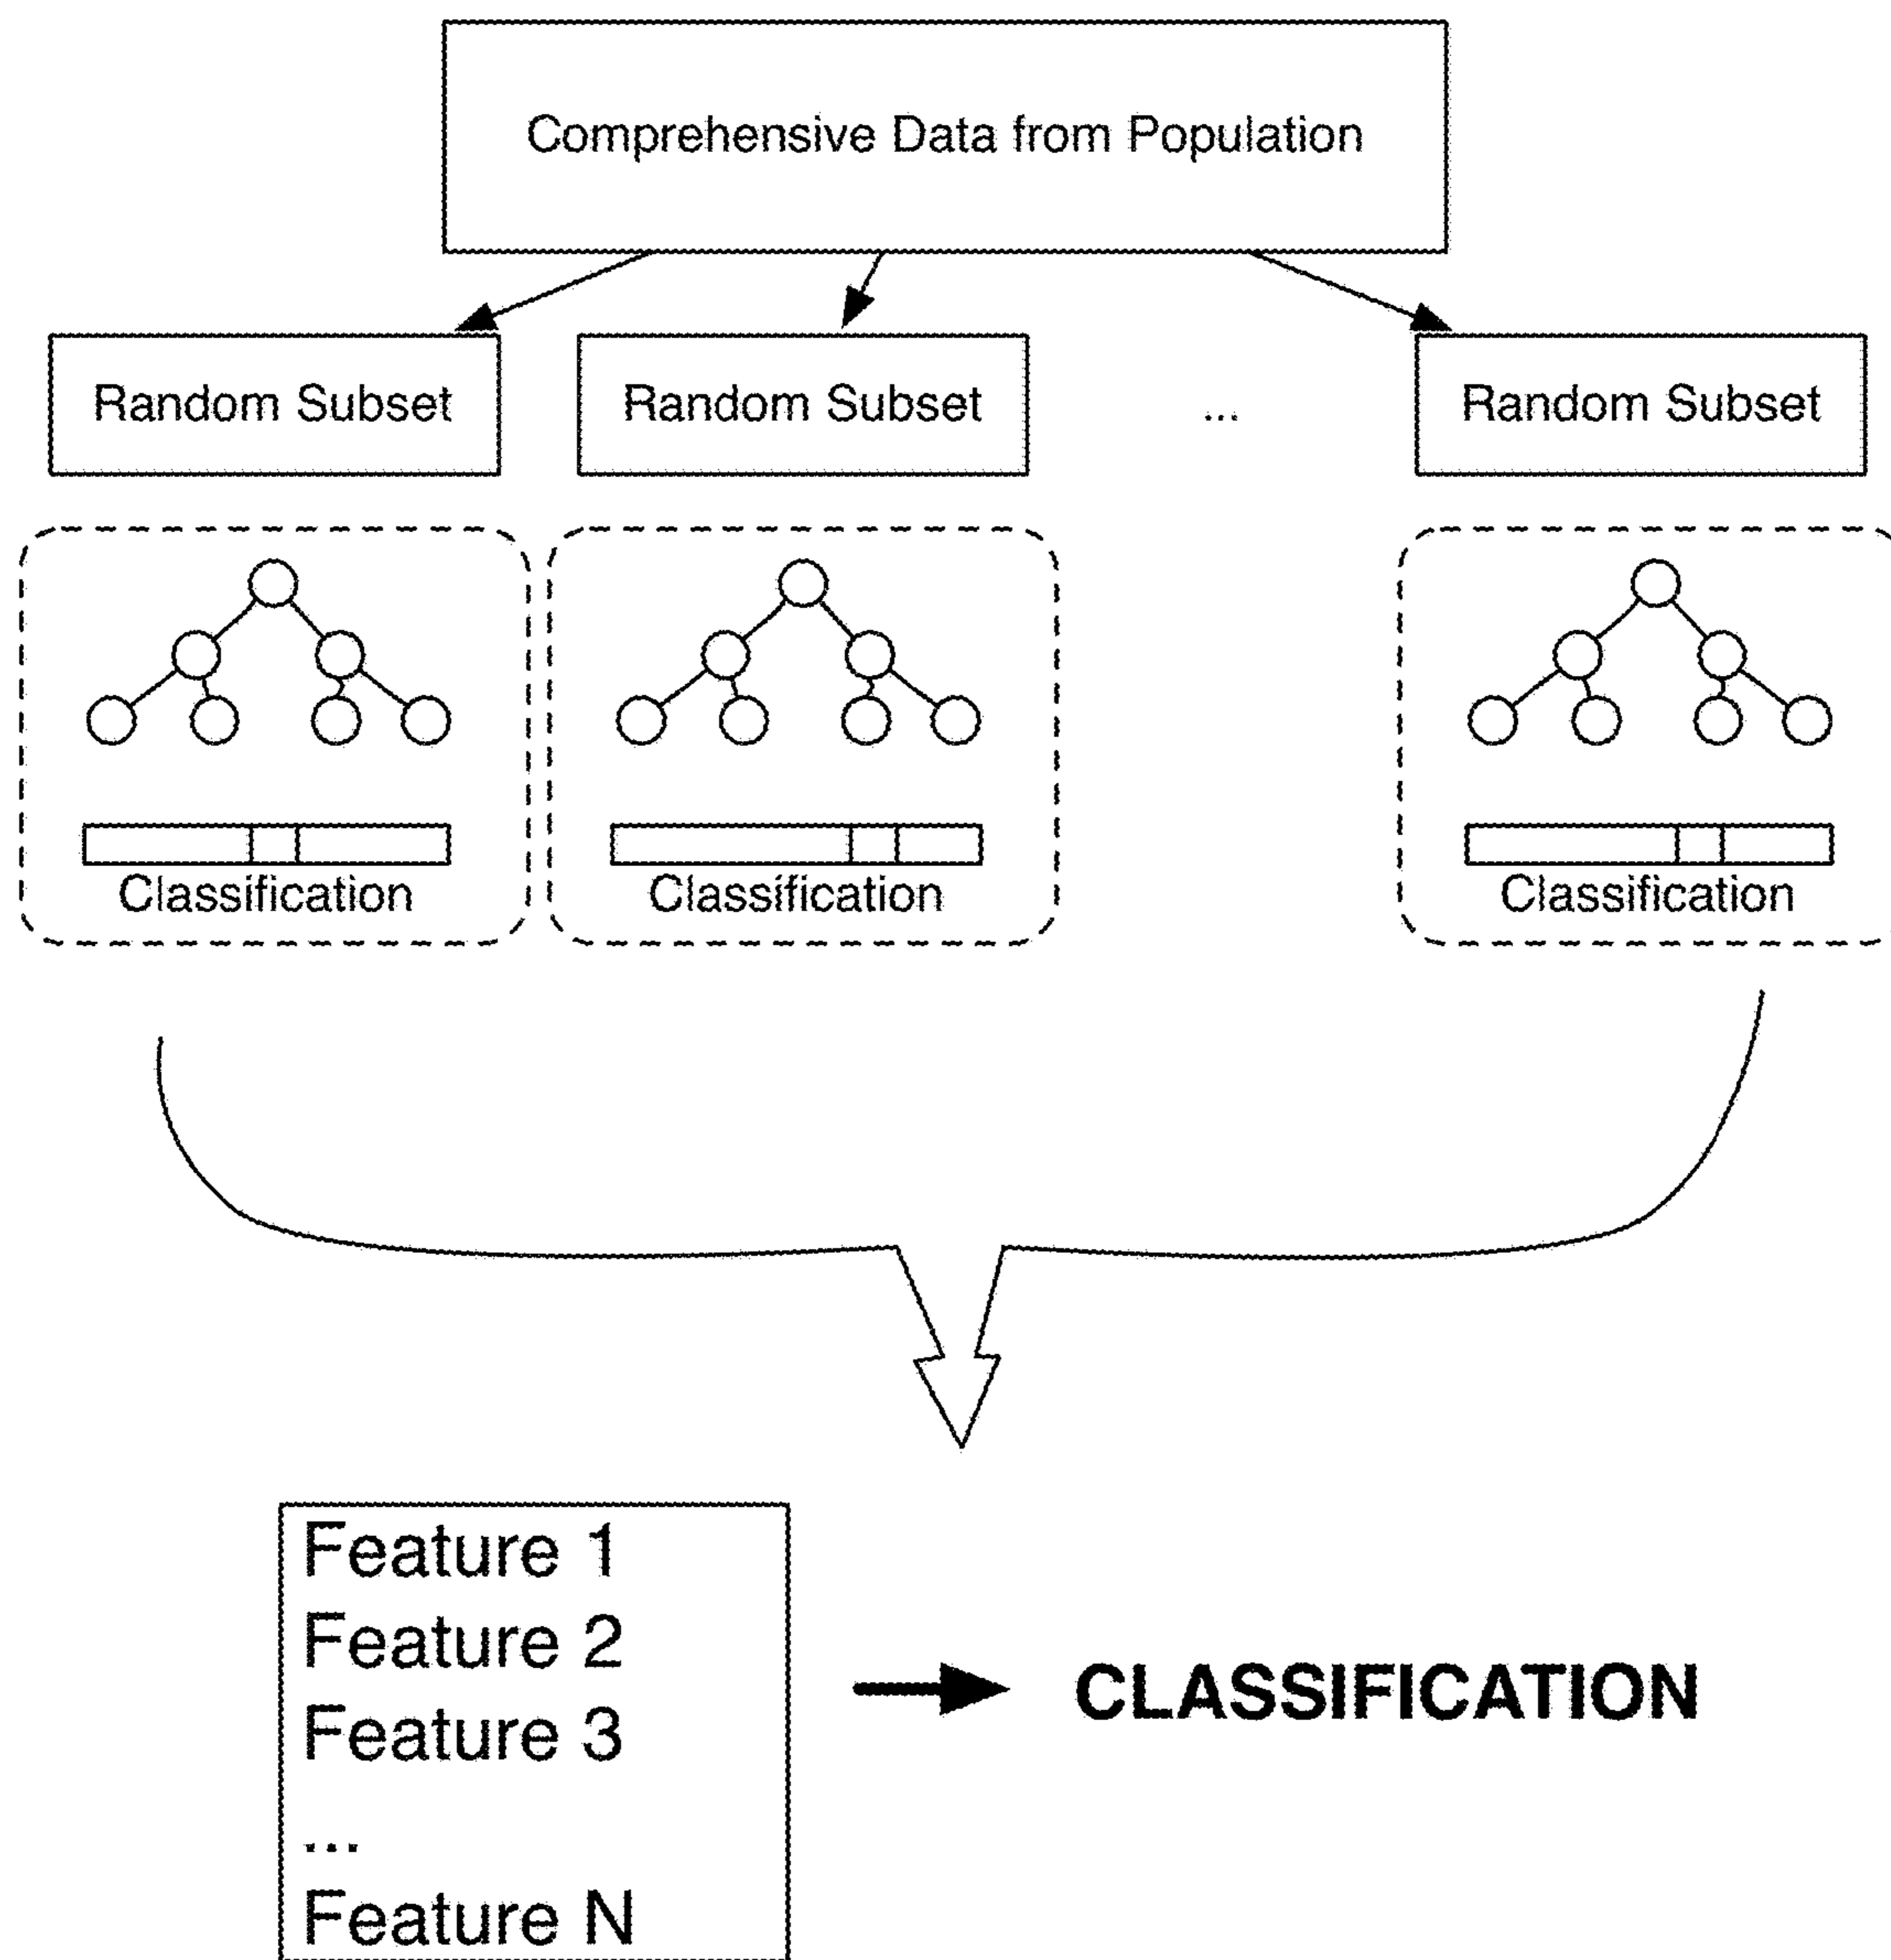 Comprehensive Data from Population
Random Subset
Random Subset
...
Random Subset
Classification
Classification
Classification
Feature 1
Feature 2
Feature 3
...
Feature N
CLASSIFICATION